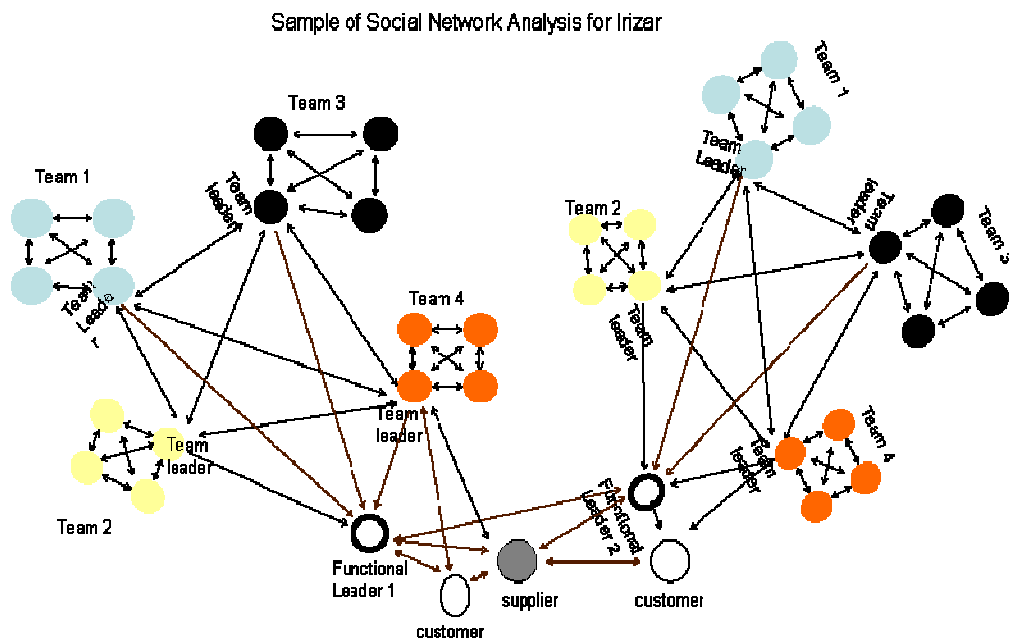 Sample of Social Network Analysis for Irizar
Team 1
Team 3
Team
leader
Team 1
Team
Leade
r
Team 4
Team
leader
Team
leader
Team 2
Functional
Leader 1
customer
supplier
customer
Functional
Leader 2
Team 2
Team
leader
Team
Leader
Team
leader
Team 3
Team
leader
Team 4